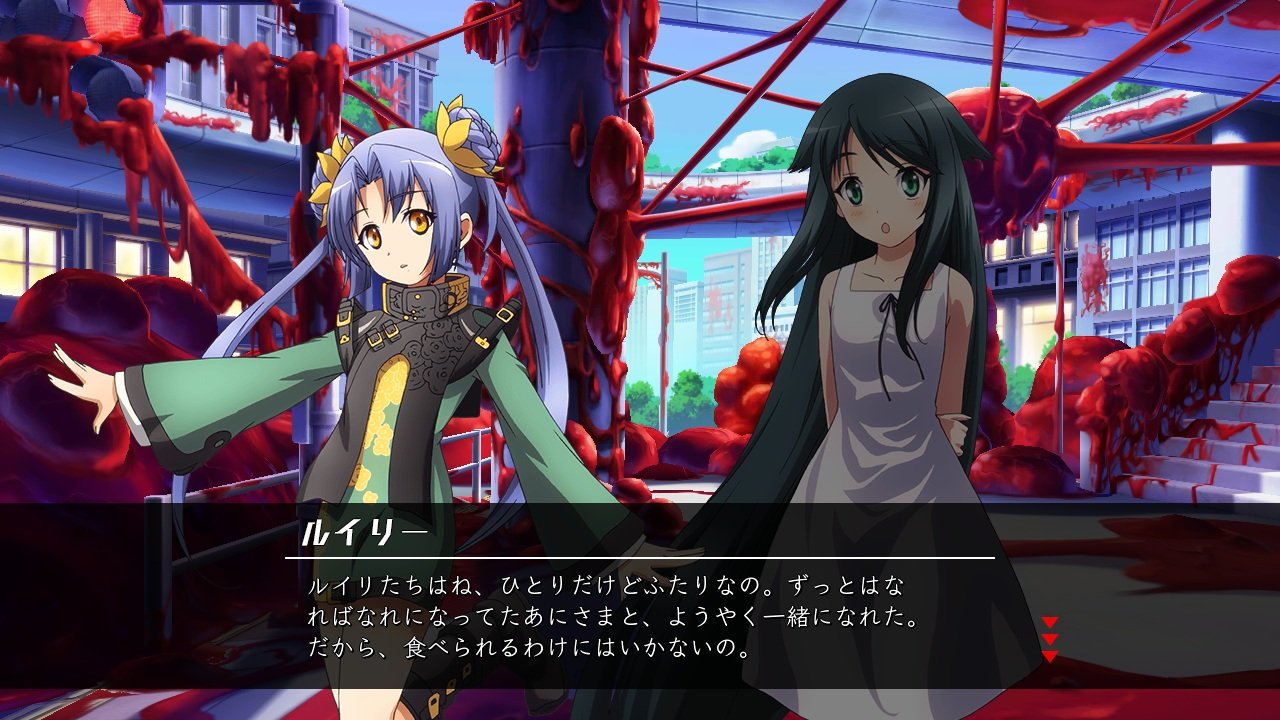 ルイリー
ルイリたちはね、ひとりだけどふたりなの。ずっとはな
ればなれになってたあにさまと、ようやく一緒になれた。
だから、食べられるわけにはいかないの。